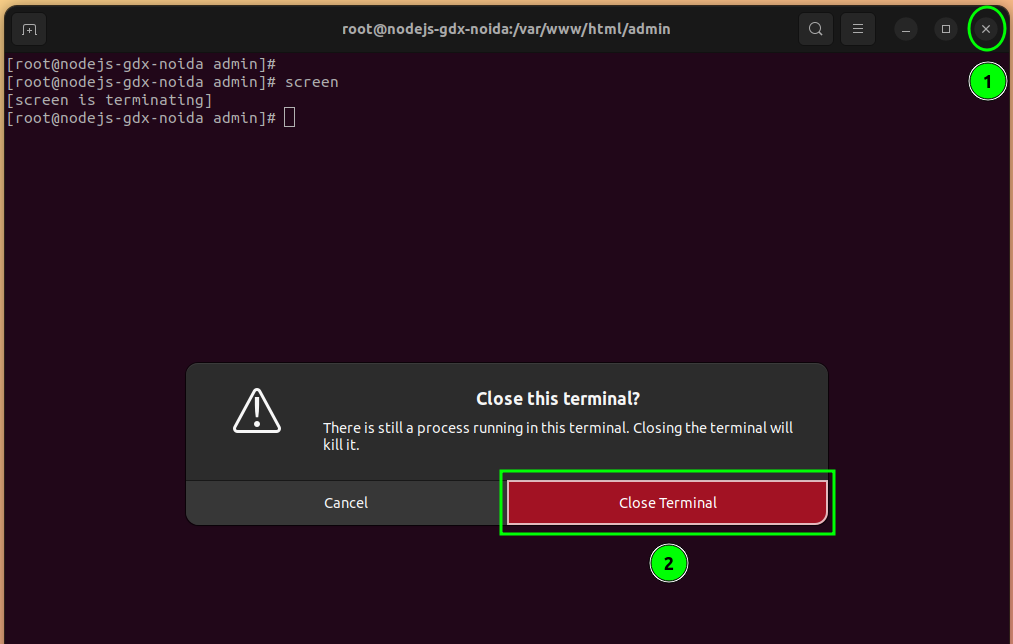 root@nodejs-gdx-noida:/var/www/html/admin
[root@nodejs-gdx-noida admin]#
[root@nodejs-gdx-noida admin]# screen
[screen is terminating]
[root@nodejs-gdx-noida admin]#
1
Close this terminal?
There is still a process running in this terminal. Closing the terminal will
kill it.
Cancel
Close Terminal
2